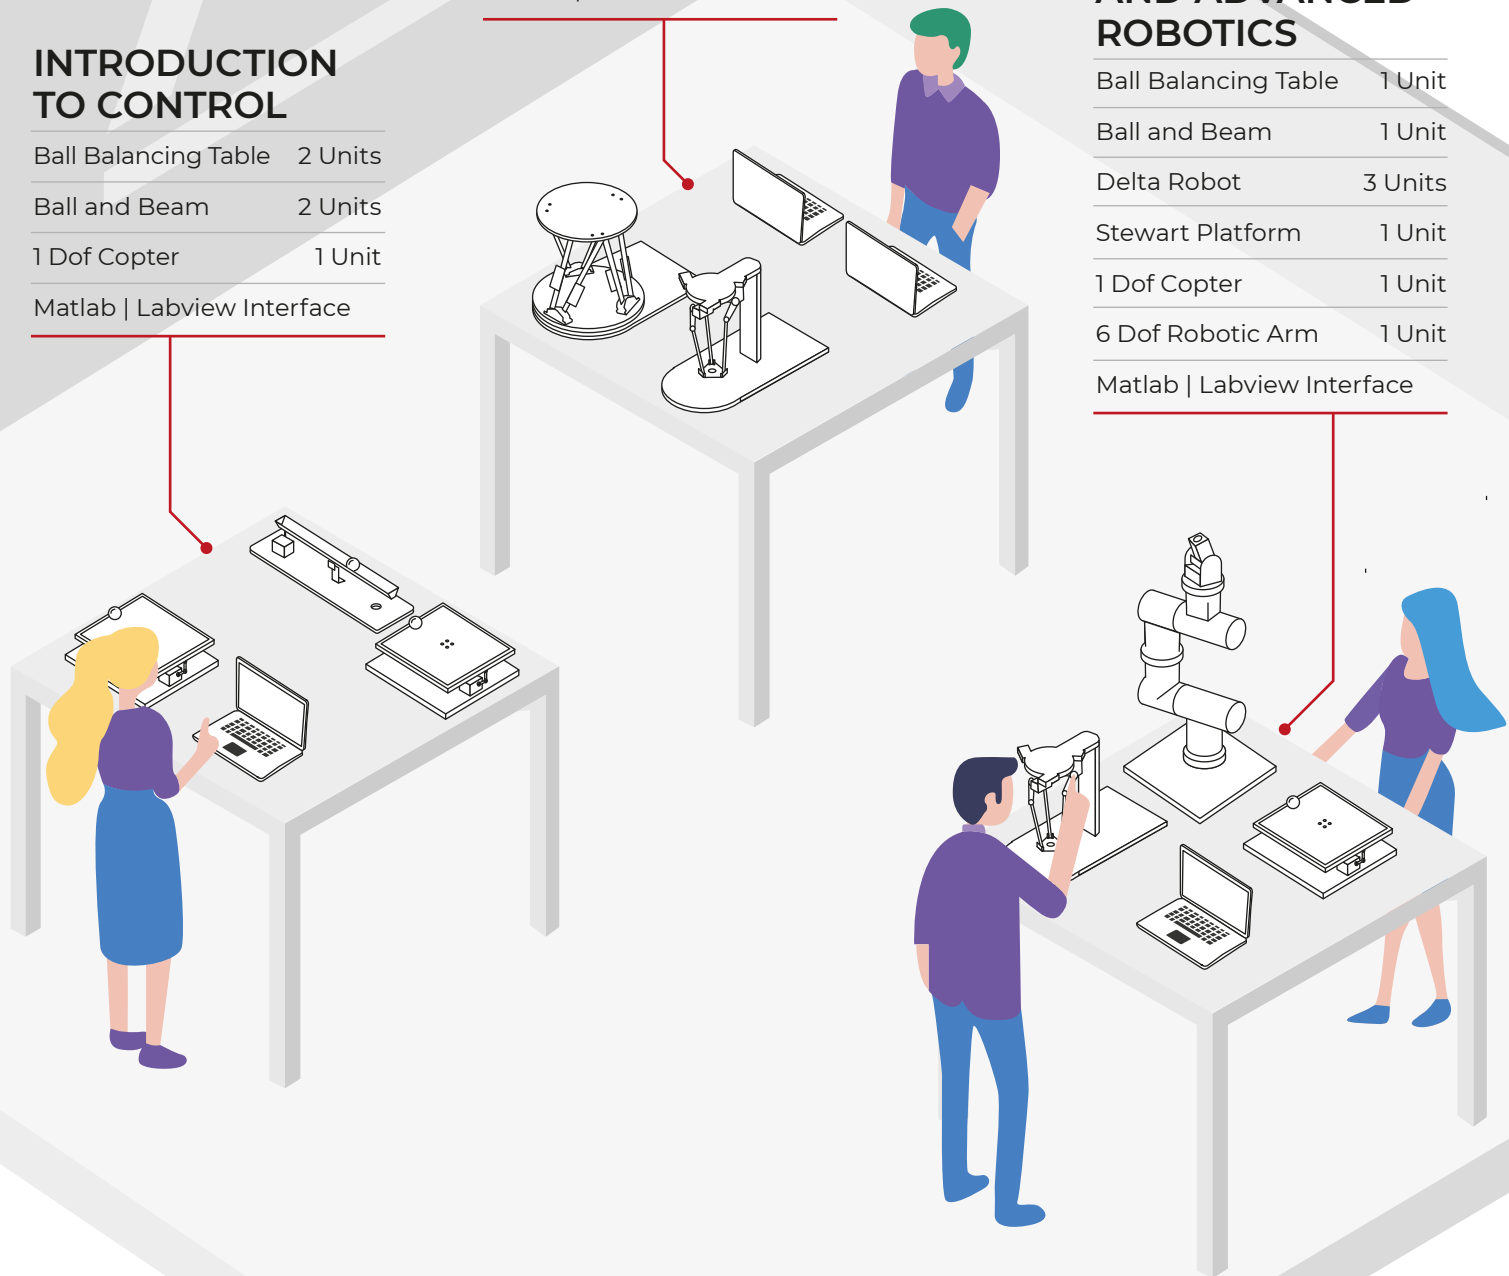 INTRODUCTION
TO CONTROL
Ball Balancing Table 2 Units
Ball and Beam 2 Units
1 Dof Copter 1 Unit
Matlab | Labview Interface
AND ADVANCED
ROBOTICS
Ball Balancing Table 1 Unit
Ball and Beam 1 Unit
Delta Robot 3 Units
Stewart Platform 1 Unit
1 Dof Copter 1 Unit
6 Dof Robotic Arm 1 Unit
Matlab | Labview Interface